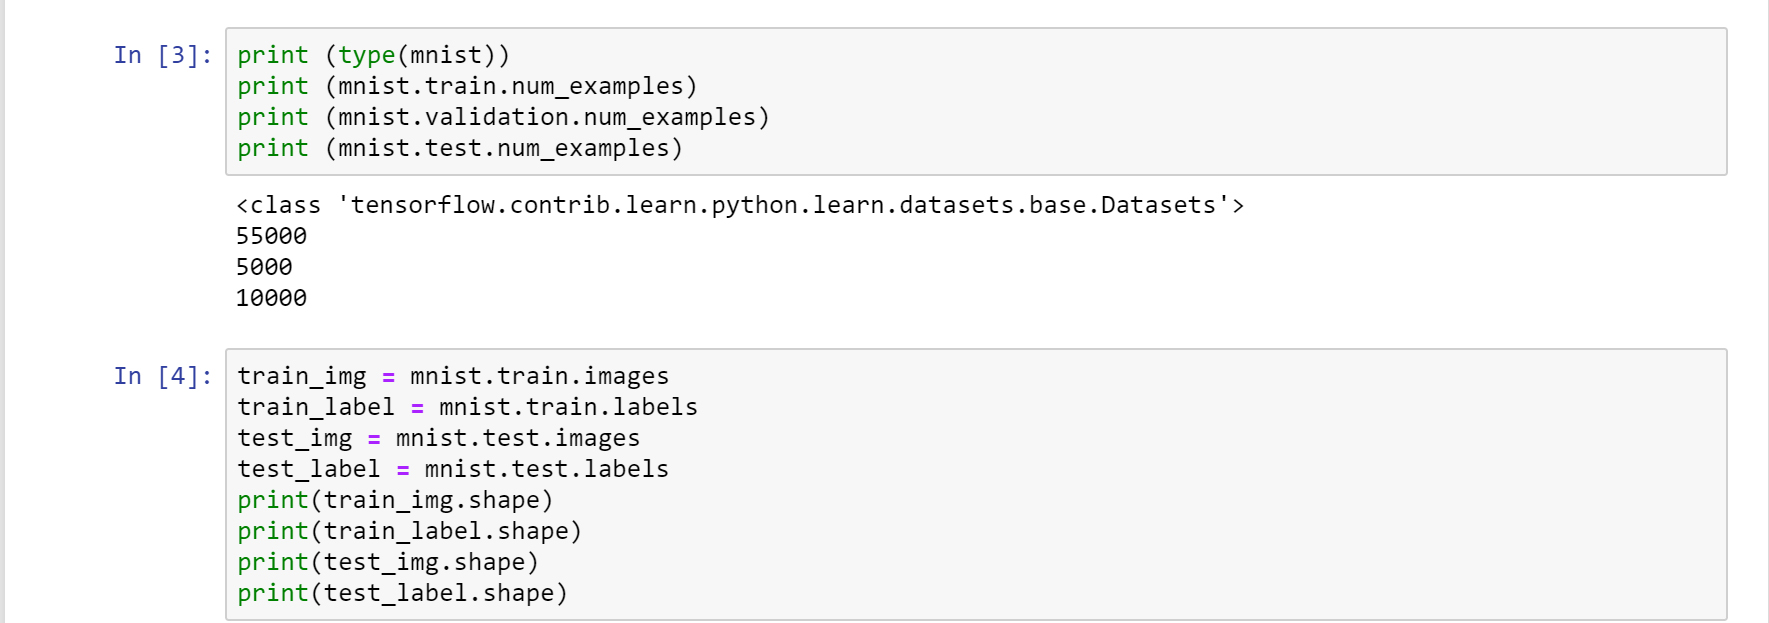 In [3]:
print (type(mnist))
print (mnist.train.num_examples)
print (mnist.validation.num_examples)
print (mnist.test.num_examples)
<class 'tensorflow.contrib.learn.python.learn.datasets.base.Datasets'>
55000
5000
10000
In [4]:
train_img = mnist.train.images
train_label = mnist.train.labels
test_img = mnist.test.images
test_label = mnist.test.labels
print(train_img.shape)
print(train_label.shape)
print(test_img.shape)
print(test_label.shape)